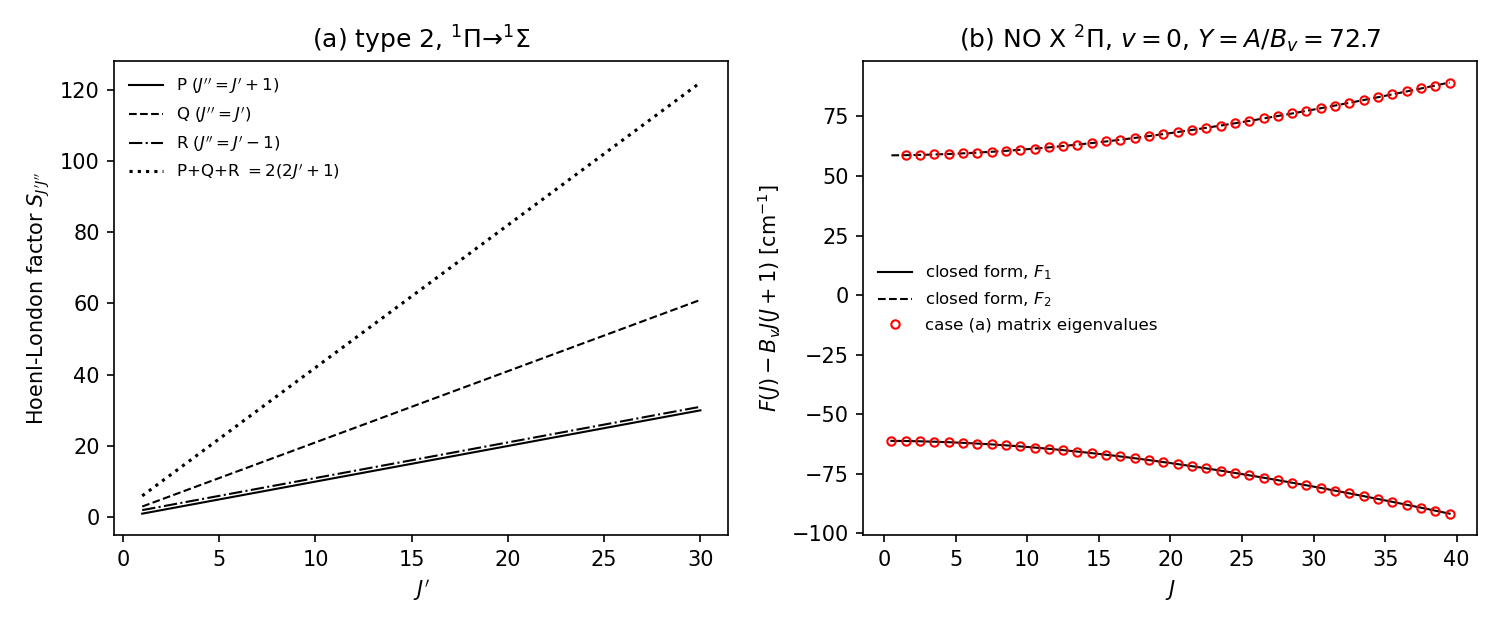 (a) type 2, ¹Π→¹Σ
120
100
80
60
40
20
0
Hoenl-London factor S_{J′J″}
P (J″ = J′ + 1)
Q (J″ = J′)
R (J″ = J′ − 1)
P+Q+R = 2(2J′ + 1)
0 5 10 15 20 25 30
J′
(b) NO X ²Π, v = 0, Y = A/B_v = 72.7
75
50
25
0
−25
−50
−75
−100
F(J) − B_vJ(J + 1) [cm⁻¹]
closed form, F₁
closed form, F₂
case (a) matrix eigenvalues
0 5 10 15 20 25 30 35 40
J